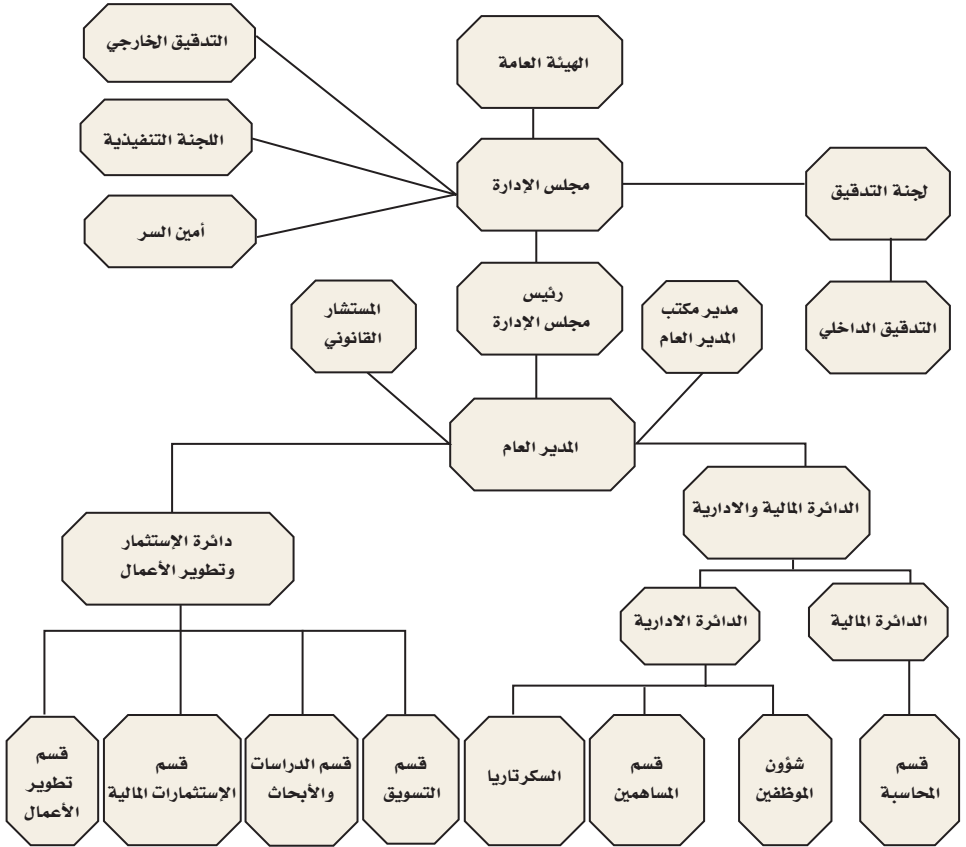 الهيئة العامة
التدقيق الخارجي
اللجنة التنفيذية
أمين السر
مجلس الإدارة
لجنة التدقيق
التدقيق الداخلي
رئيس
مجلس الإدارة
مدير مكتب
المدير العام
المستشار
القانوني
المدير العام
الدائرة المالية والادارية
دائرة الإستثمار
وتطوير الأعمال
الدائرة المالية
الدائرة الادارية
قسم
المحاسبة
شؤون
الموظفين
قسم
المساهمين
السكرتاريا
قسم
التسويق
قسم الدراسات
والأبحاث
قسم
الإستثمارات المالية
قسم
تطوير
الأعمال